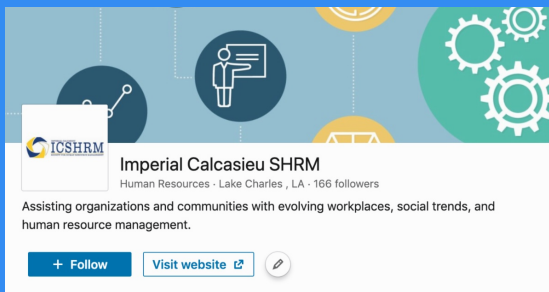 ICSHRM
Imperial Calcasieu SHRM
Human Resources · Lake Charles , LA · 166 followers
Assisting organizations and communities with evolving workplaces, social trends, and
human resource management.
+ Follow
Visit website